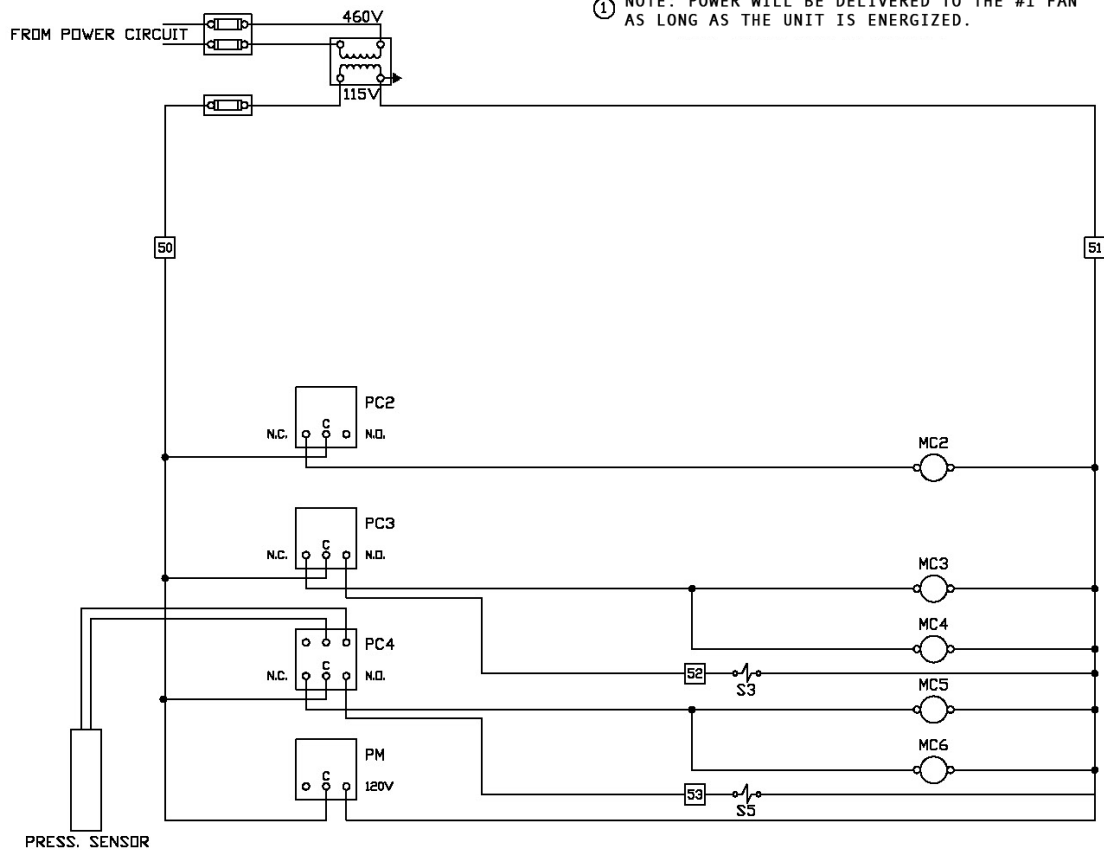 ① NOTE: POWER WILL BE DELIVERED TO THE #1 FAN
AS LONG AS THE UNIT IS ENERGIZED.
460V
FROM POWER CIRCUIT
115V
50
51
PC2
N.C.
C
N.O.
MC2
PC3
N.C.
C
N.O.
MC3
MC4
PC4
N.C.
C
N.O.
52
S3
MC5
MC6
PM
C
120V
53
S5
PRESS. SENSOR